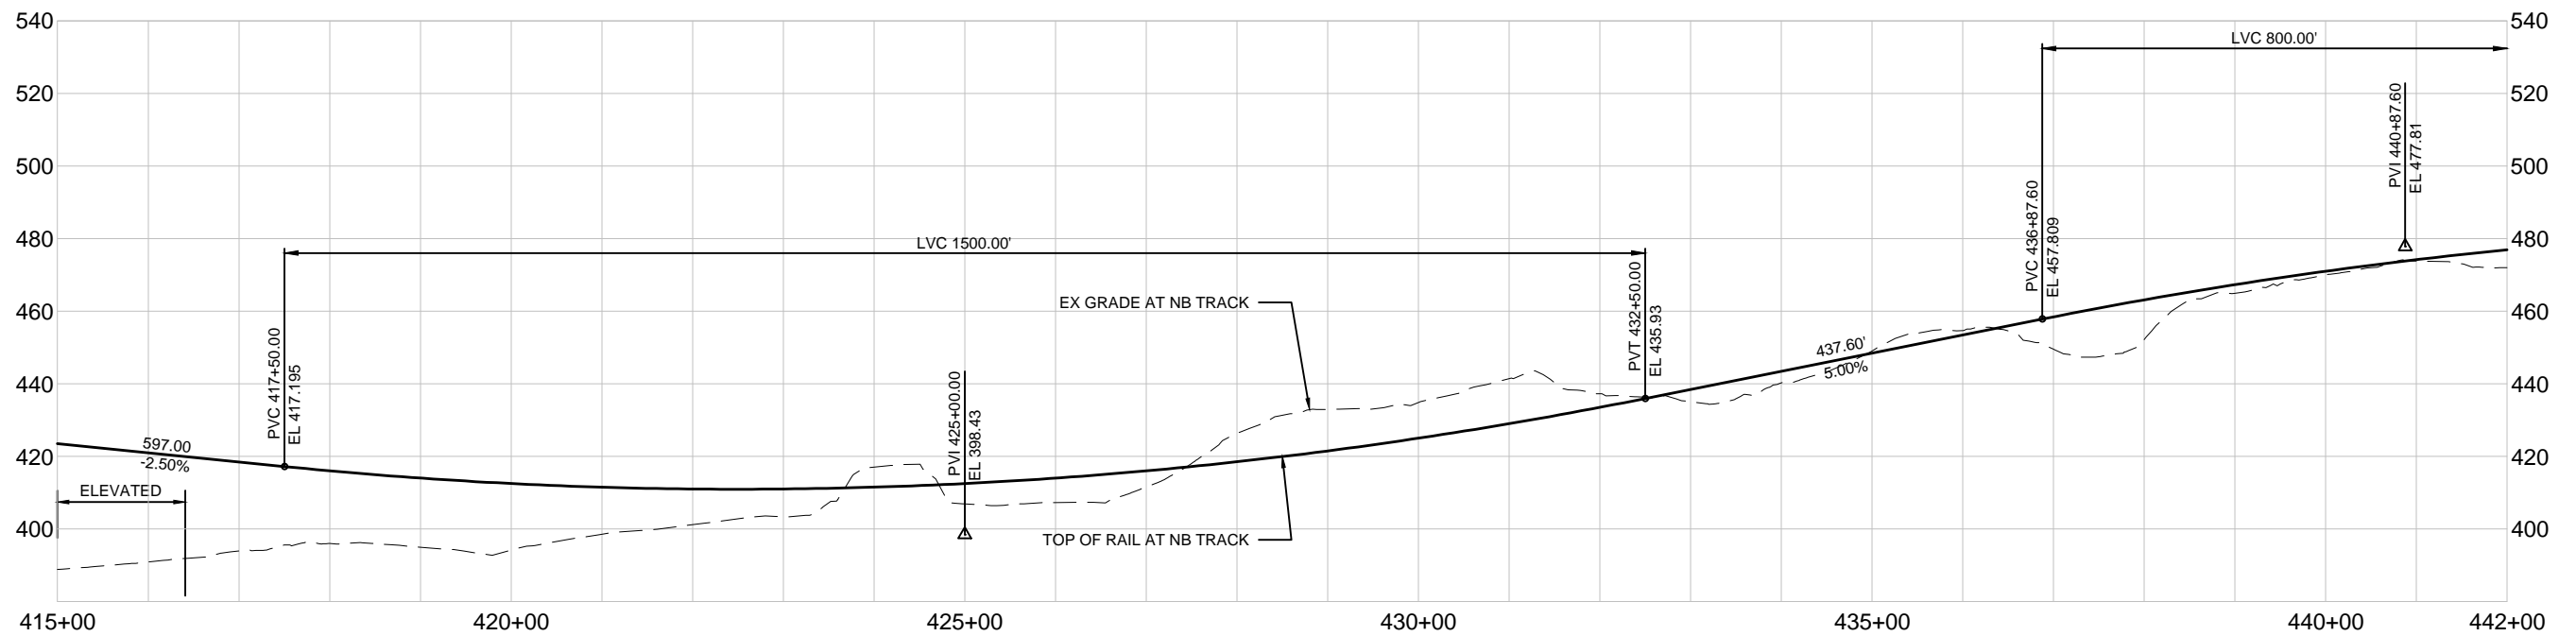 540
540
LVC 800.00'
520
520
PVI 440+87.60
EL 477.81
500
500
480
480
LVC 1500.00'
PVC 436+87.60
EL 457.809
EX GRADE AT NB TRACK
460
460
PVC 417+50.00
EL 417.195
PVT 432+50.00
EL 435.93
437.60'
5.00%
440
440
PVI 425+00.00
EL 398.43
597.00
-2.50%
420
420
ELEVATED
TOP OF RAIL AT NB TRACK
400
400
415+00
420+00
425+00
430+00
435+00
440+00
442+00